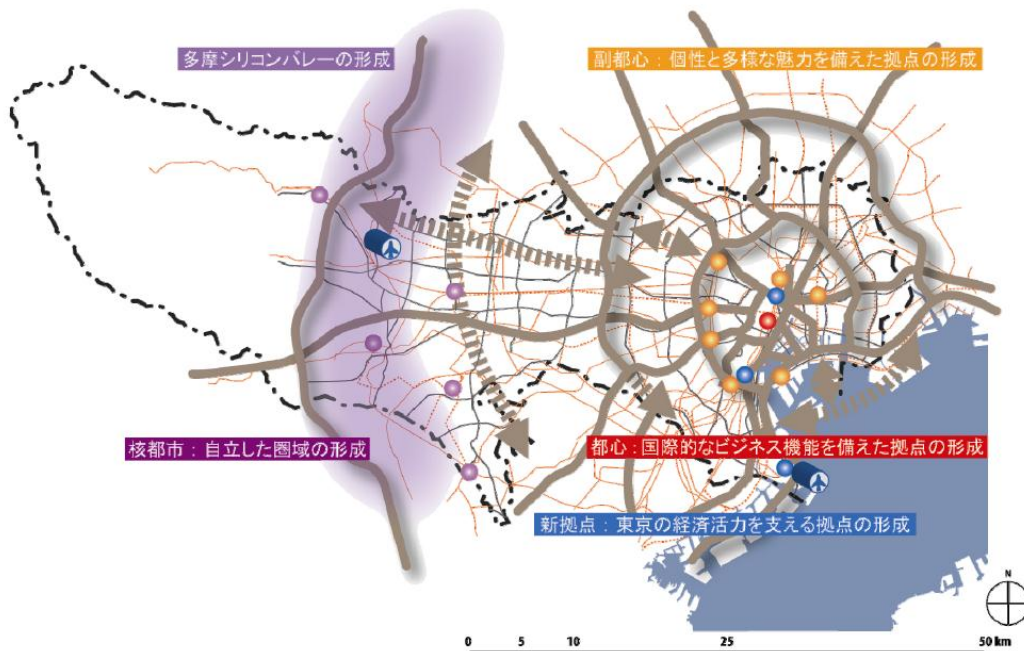 多摩シリコンバレーの形成
副都心：個性と多様な魅力を備えた拠点の形成
核都市：自立した圏域の形成
都心：国際的なビジネス機能を備えた拠点の形成
新拠点：東京の経済活力を支える拠点の形成
N
0 5 10 25 50 km